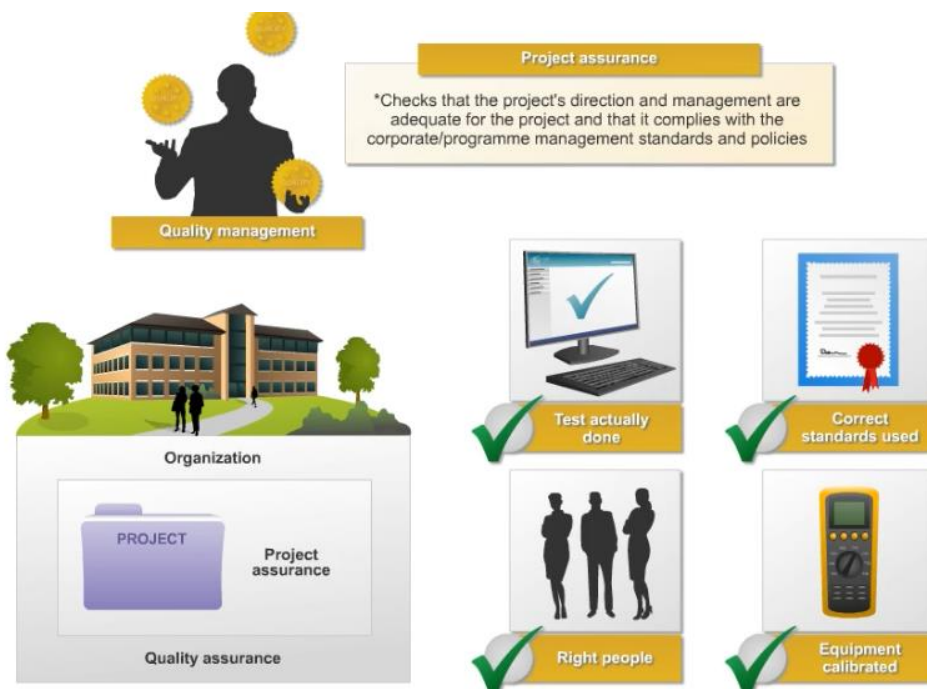 Project assurance
*Checks that the project's direction and management are
adequate for the project and that it complies with the
corporate/programme management standards and policies
Quality management
Organization
PROJECT
Project
assurance
Quality assurance
Test actually
done
Correct
standards used
Right people
Equipment
calibrated